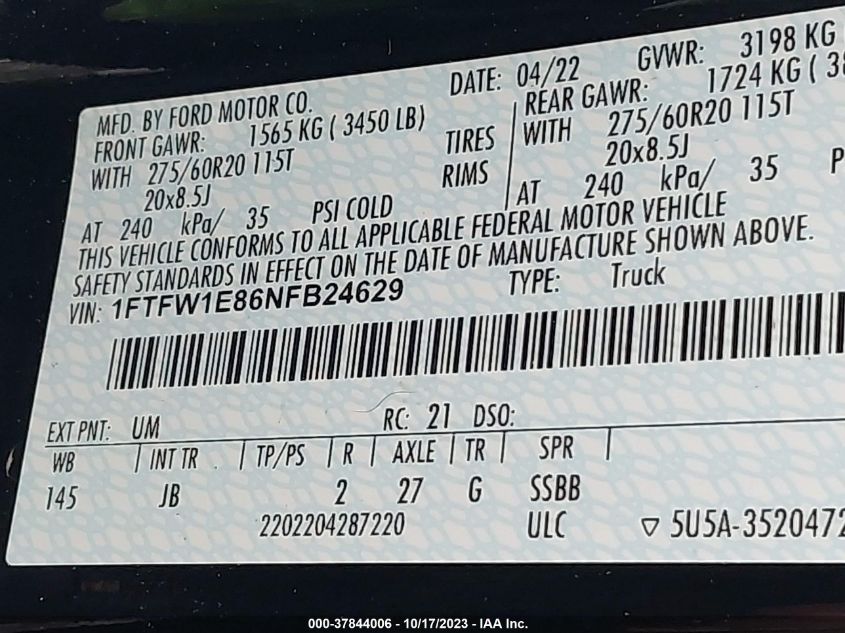 MFD. BY FORD MOTOR CO. DATE: 04/22 GVWR: 3198 KG
FRONT GAWR: 1565 KG ( 3450 LB) REAR GAWR: 1724 KG ( 38
WITH 275/60R20 115T TIRES WITH 275/60R20 115T
20x8.5J RIMS 20x8.5J
AT 240 kPa/ 35 PSI COLD AT 240 kPa/ 35 P
THIS VEHICLE CONFORMS TO ALL APPLICABLE FEDERAL MOTOR VEHICLE
SAFETY STANDARDS IN EFFECT ON THE DATE OF MANUFACTURE SHOWN ABOVE.
VIN: 1FTFW1E86NFB24629 TYPE: Truck
EXT PNT: UM RC: 21 DSO:
WB INT TR TP/PS R AXLE TR SPR
145 JB 2 27 G SSBB
2202204287220 ULC 5U5A-3520472
000-37844006 - 10/17/2023 - IAA Inc.